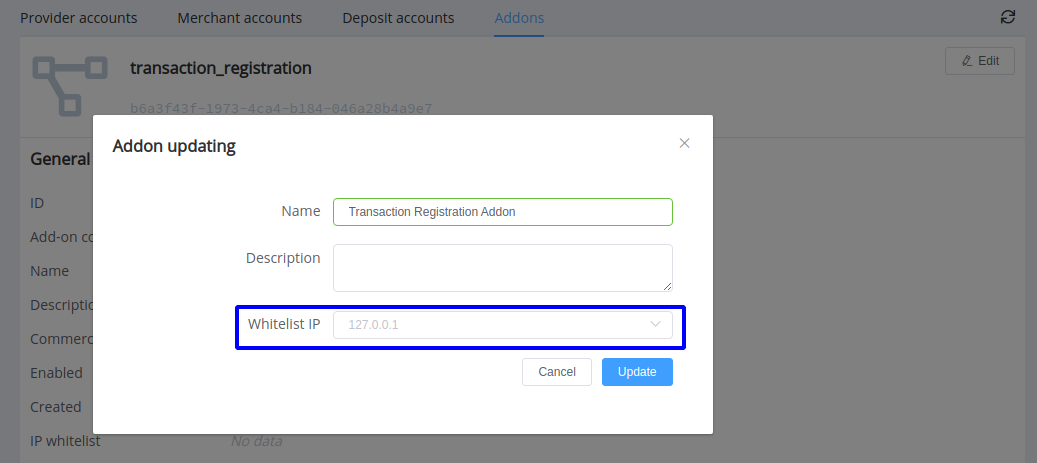 Provider accounts Merchant accounts Deposit accounts Addons
transaction_registration Edit
b6a3f43f-1973-4ca4-b184-046a28b4a9e7
Addon updating
General
Name Transaction Registration Addon
ID
Add-on co
Description
Name
Descriptio
Whitelist IP 127.0.0.1
Commerc
Enabled
Cancel Update
Created
IP whitelist No data